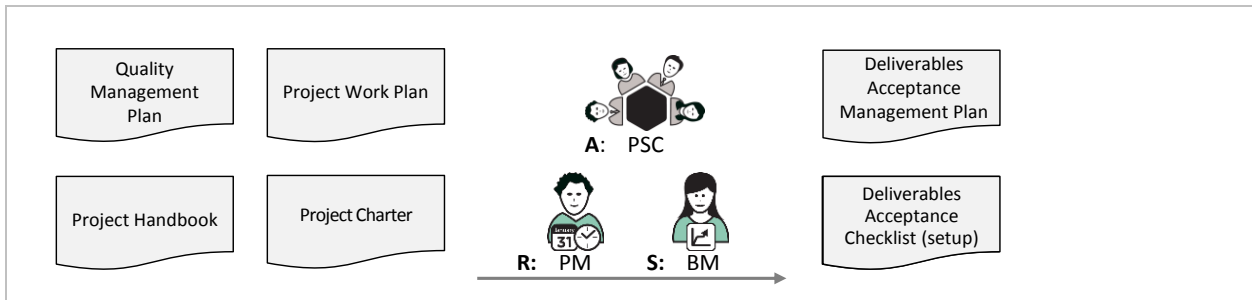 Quality
Management
Plan
Project Work Plan
Deliverables
Acceptance
Management Plan
A: PSC
Project Handbook
Project Charter
Deliverables
Acceptance
Checklist (setup)
31
R: PM
S: BM